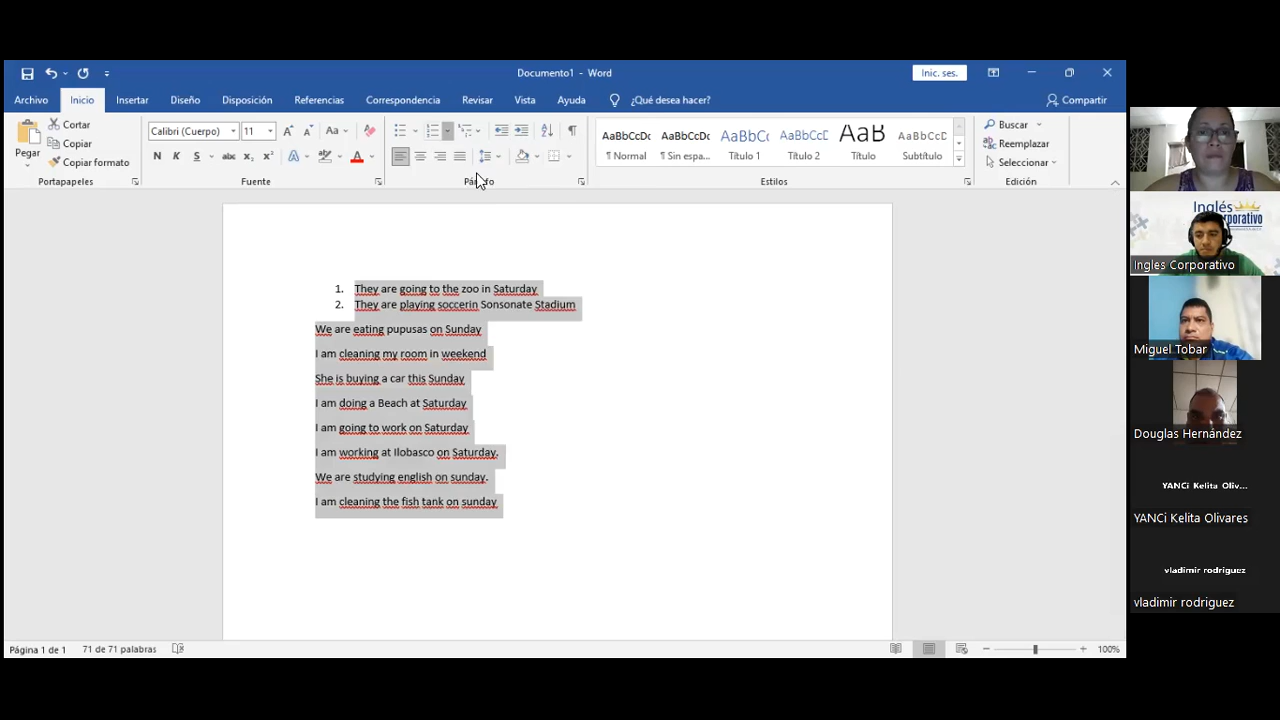 Documento1 - Word
Inic. ses.
Archivo Inicio Insertar Diseño Disposición Referencias Correspondencia Revisar Vista Ayuda ¿Qué desea hacer? Compartir
Pegar
Cortar
Copiar
Copiar formato
Portapapeles
Calibri (Cuerpo) 11
Fuente
Párrafo
AaBbCcDc AaBbCcDc AaBbCc AaBbCcD AaB AaBbCcD
¶ Normal ¶ Sin espa... Título 1 Título 2 Título Subtítulo
Estilos
Buscar
Reemplazar
Seleccionar
Edición
1. They are going to the zoo in Saturday
2. They are playing soccerin Sonsonate Stadium
We are eating pupusas on Sunday
I am cleaning my room in weekend
She is buying a car this Sunday
I am doing a Beach at Saturday
I am going to work on Saturday
I am working at Ilobasco on Saturday.
We are studying english on sunday.
I am cleaning the fish tank on sunday
Página 1 de 1 71 de 71 palabras
100%
Inglés
Corporativo
Ingles Corporativo
Miguel Tobar
Douglas Hernández
YANCi Kelita Oliv...
YANCi Kelita Olivares
vladimir rodriguez
vladimir rodriguez